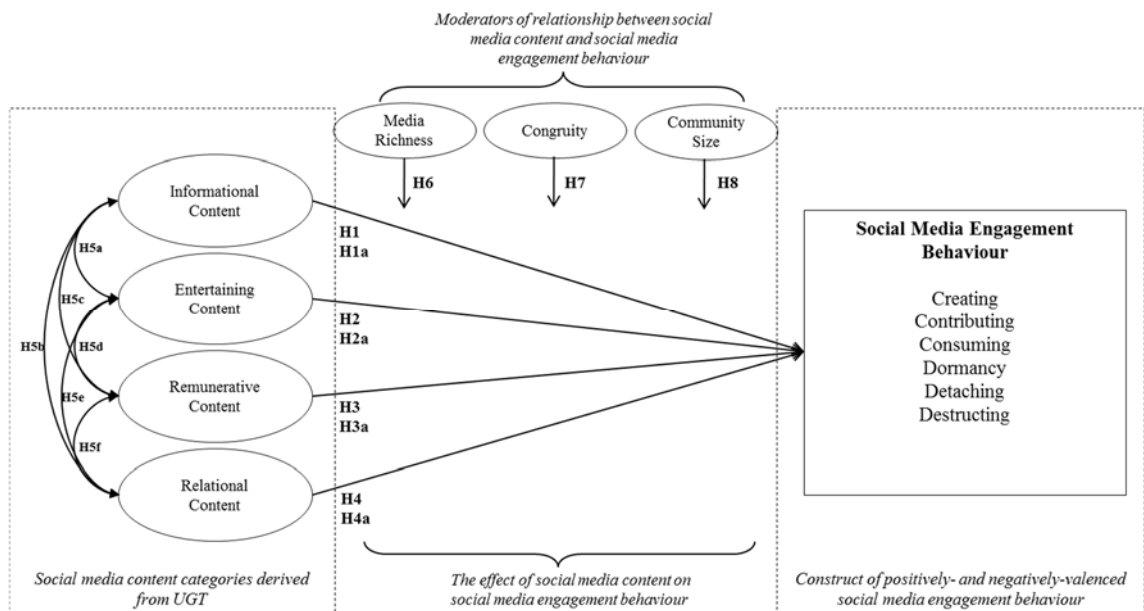 Moderators of relationship between social
media content and social media
engagement behaviour
Media
Richness
Congruity
Community
Size
H6
H7
H8
Informational
Content
Entertaining
Content
Remunerative
Content
Relational
Content
H5a
H5c
H5b
H5d
H5e
H5f
H1
H1a
H2
H2a
H3
H3a
H4
H4a
Social Media Engagement
Behaviour
Creating
Contributing
Consuming
Dormancy
Detaching
Destructing
Social media content categories derived
from UGT
The effect of social media content on
social media engagement behaviour
Construct of positively- and negatively-valenced
social media engagement behaviour